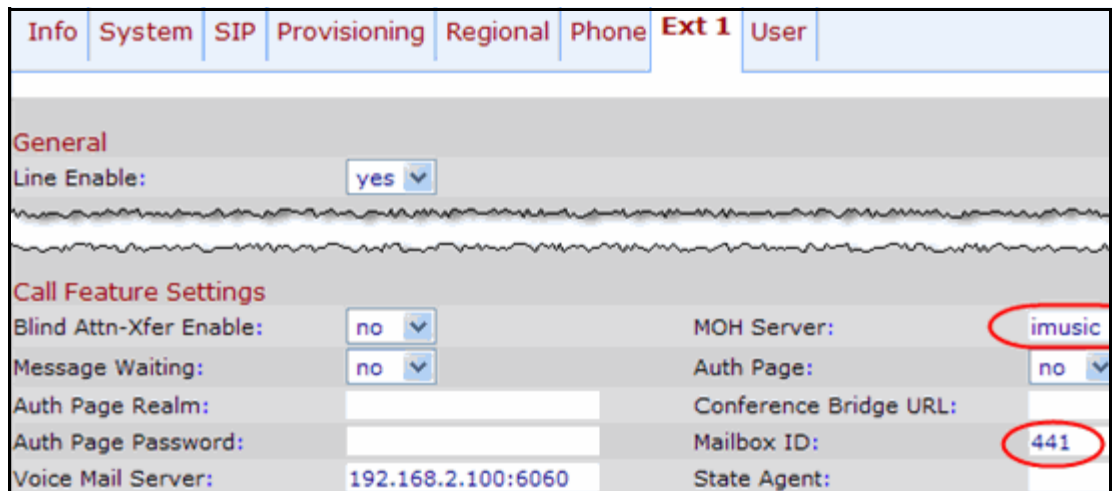 Info System SIP Provisioning Regional Phone Ext 1 User
General
Line Enable: yes
Call Feature Settings
Blind Attn-Xfer Enable: no MOH Server: imusic
Message Waiting: no Auth Page: no
Auth Page Realm: Conference Bridge URL:
Auth Page Password: Mailbox ID: 441
Voice Mail Server: 192.168.2.100:6060 State Agent: